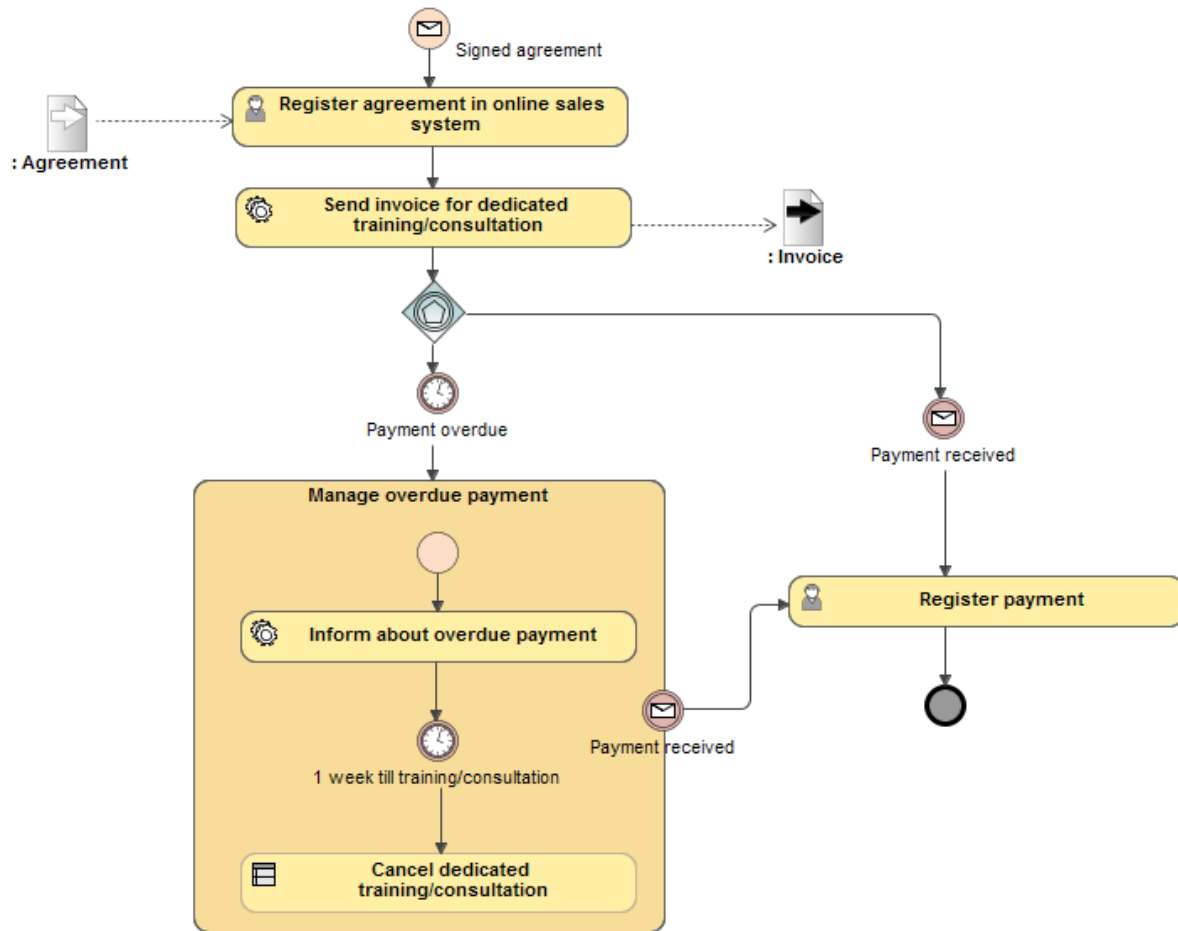 Signed agreement
Register agreement in online sales
system
: Agreement
Send invoice for dedicated
training/consultation
: Invoice
Payment overdue
Payment received
Manage overdue payment
Register payment
Inform about overdue payment
Payment received
1 week till training/consultation
Cancel dedicated
training/consultation